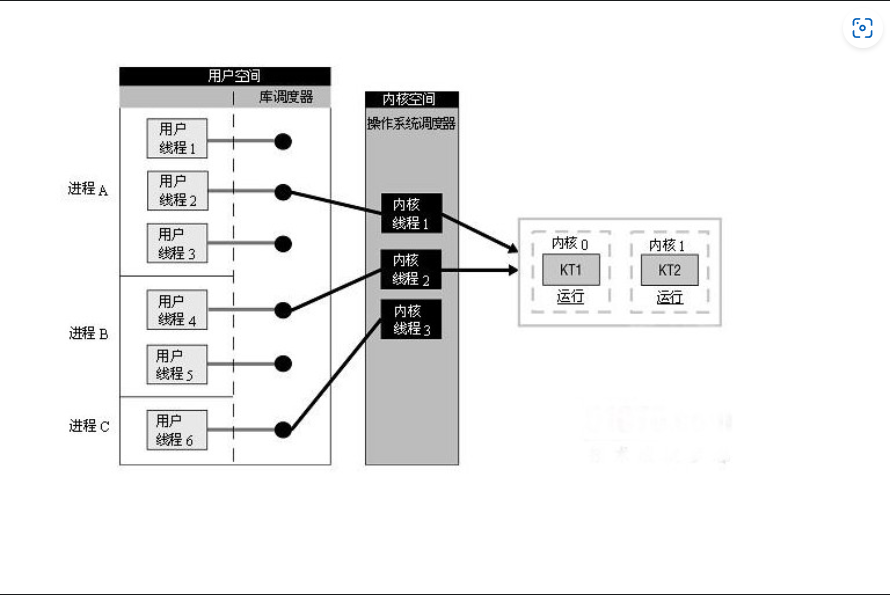 用户空间
库调度器
内核空间
操作系统调度器
进程A
用户
线程1
用户
线程2
用户
线程3
进程B
用户
线程4
用户
线程5
进程C
用户
线程6
内核
线程1
内核
线程2
内核
线程3
内核0
KT1
运行
内核1
KT2
运行